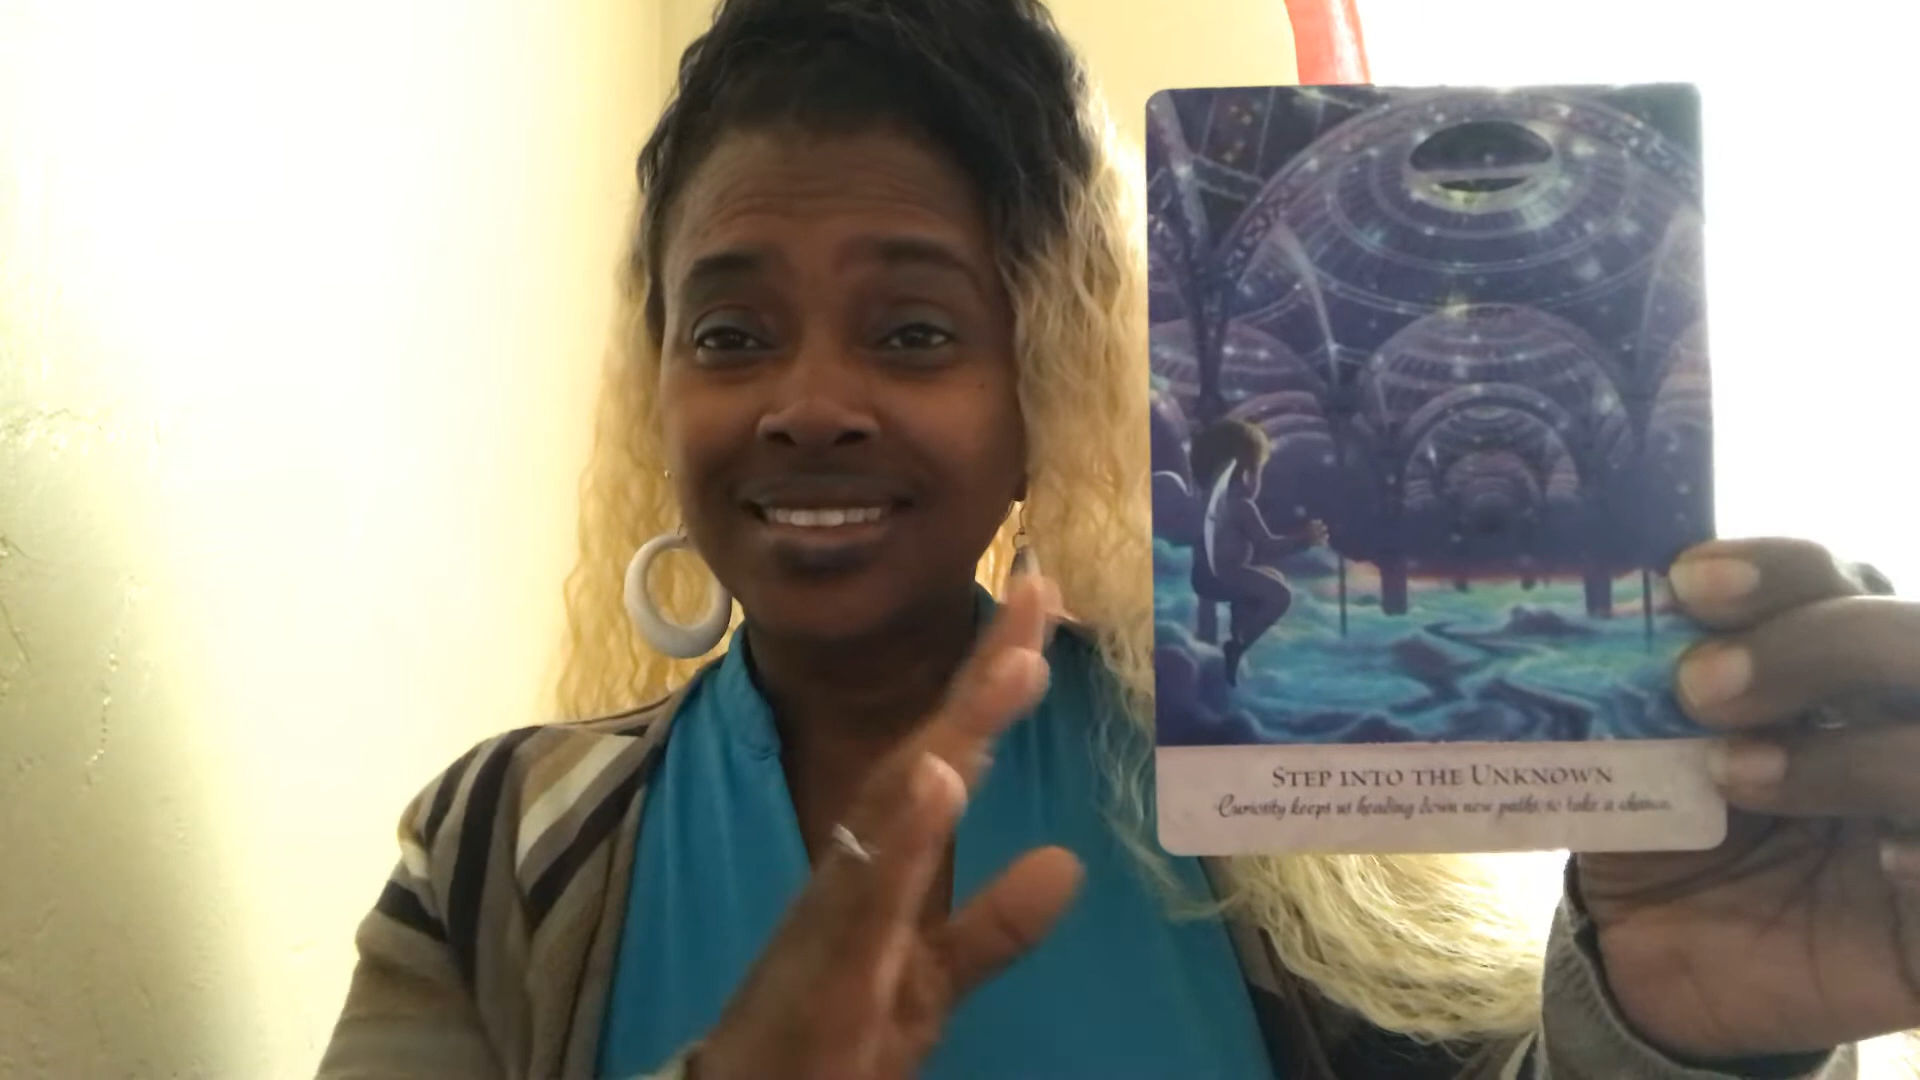 STEP INTO THE UNKNOWN
Curiosity keeps us heading down new paths to take a chance.